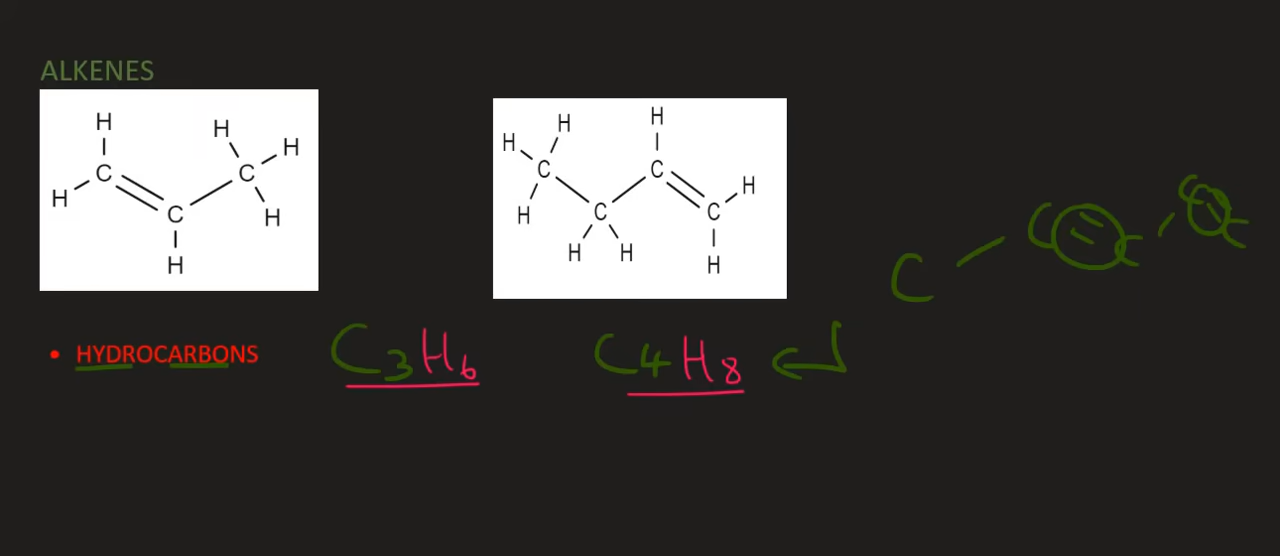 ALKENES
H H H
C C
H C H
H
H H H
C C H
H C C
H H H
• HYDROCARBONS C3H6 C4H8
C C = C C = C